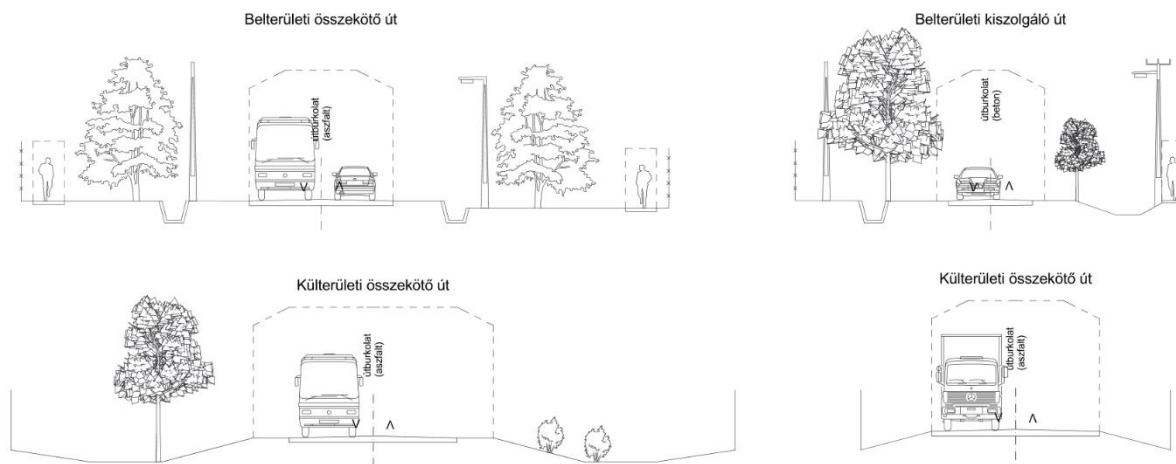 Belterületi összekötő út
útburkolat
(aszfalt)
Belterületi kiszolgáló út
útburkolat
(beton)
Külterületi összekötő út
útburkolat
(aszfalt)
Külterületi összekötő út
útburkolat
(aszfalt)